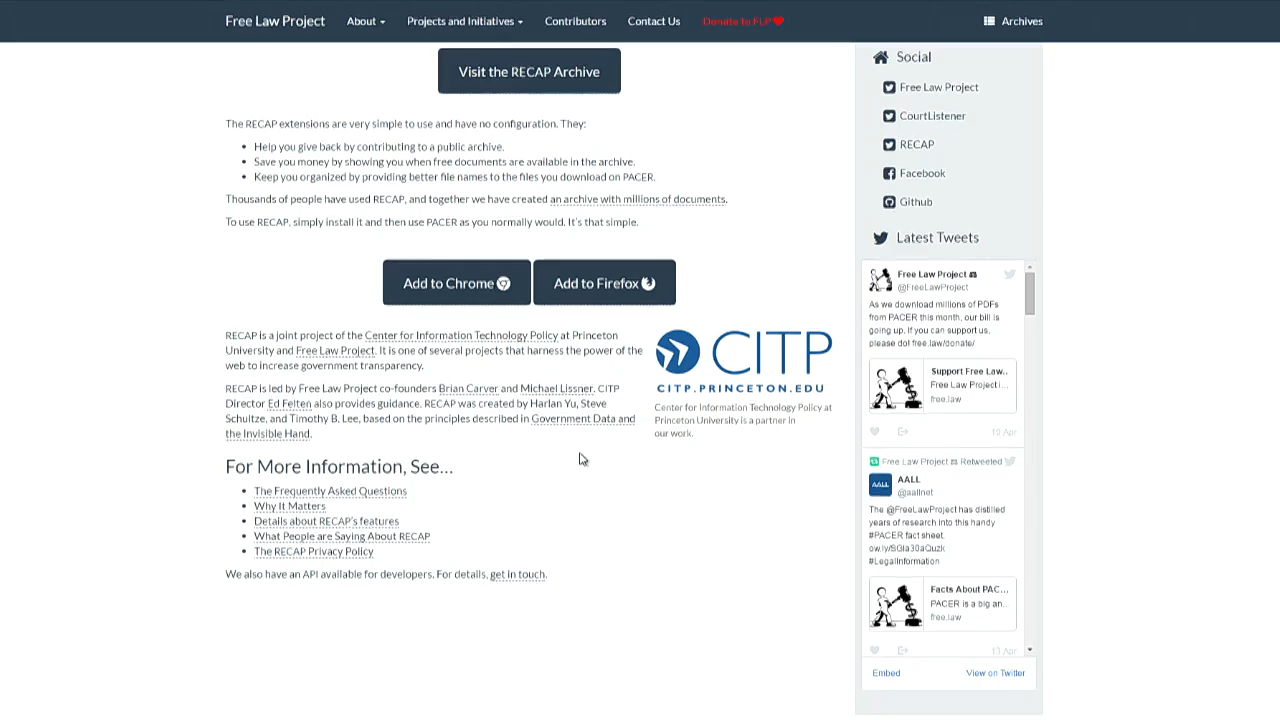 Free Law Project About Projects and Initiatives Contributors Contact Us Donate to FLP Archives
Visit the RECAP Archive
The RECAP extensions are very simple to use and have no configuration. They:
Help you give back by contributing to a public archive.
Save you money by showing you when free documents are available in the archive.
Keep you organized by providing better file names to the files you download on PACER.
Thousands of people have used RECAP, and together we have created an archive with millions of documents.
To use RECAP, simply install it and then use PACER as you normally would. It's that simple.
Add to Chrome Add to Firefox
RECAP is a joint project of the Center for Information Technology Policy at Princeton
University and Free Law Project. It is one of several projects that harness the power of the
web to increase government transparency.
RECAP is led by Free Law Project co-founders Brian Carver and Michael Lissner. CITP
Director Ed Felten also provides guidance. RECAP was created by Harlan Yu, Steve
Schultze, and Timothy B. Lee, based on the principles described in Government Data and
the Invisible Hand.
CITP
CITP.PRINCETON.EDU
Center for Information Technology Policy at
Princeton University is a partner in
our work.
For More Information, See...
The Frequently Asked Questions
Why It Matters
Details about RECAP's features
What People are Saying About RECAP
The RECAP Privacy Policy
We also have an API available for developers. For details, get in touch.
Social
Free Law Project
CourtListener
RECAP
Facebook
Github
Latest Tweets
Free Law Project
@FreeLawProject
As we download millions of PDFs
from PACER this month, our bill is
going up. If you can support us,
please do! free.law/donate/
Support Free Law...
Free Law Project i...
free.law
19 Apr
Free Law Project Retweeted
AALL
AALL
@aallnet
The @FreeLawProject has distilled
years of research into this handy
#PACER fact sheet.
ow.ly/SGIa30aQuzk
#LegalInformation
Facts About PAC...
PACER is a big an...
free.law
13 Apr
Embed View on Twitter